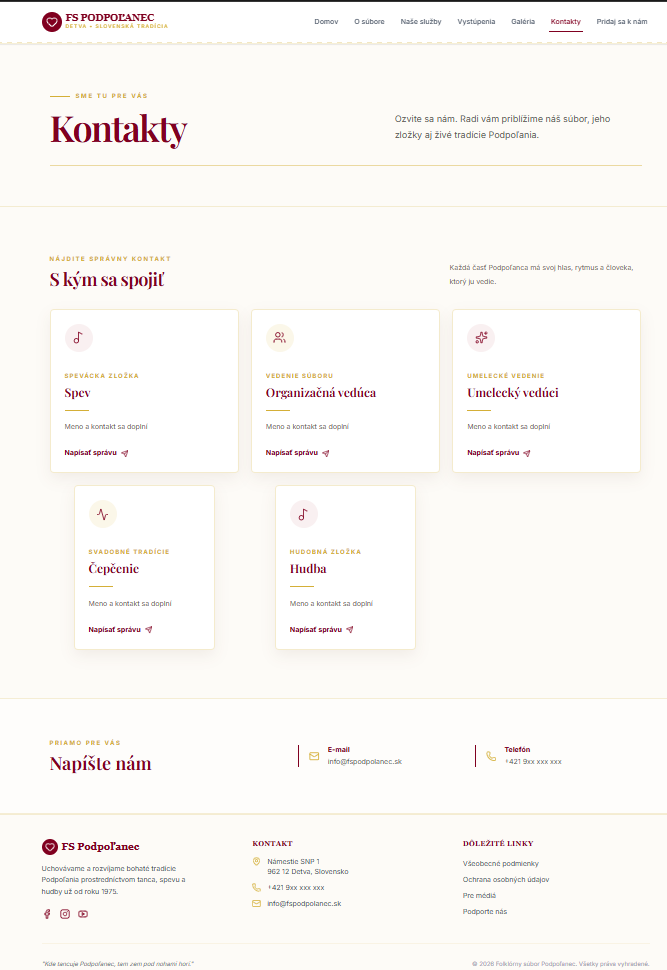 FS PODPOĽANEC
DETVA • SLOVENSKÁ TRADÍCIA
Domov O súbore Naše služby Vystúpenia Galéria Kontakty Pridaj sa k nám
SME TU PRE VÁS
Kontakty
Ozvite sa nám. Radi vám priblížime náš súbor, jeho
zložky aj živé tradície Podpoľania.
NÁJDITE SPRÁVNY KONTAKT
S kým sa spojiť
Každá časť Podpoľanca má svoj hlas, rytmus a človeka,
ktorý ju vedie.
SPEVÁCKA ZLOŽKA
Spev
Meno a kontakt sa doplní
Napísať správu
VEDENIE SÚBORU
Organizačná vedúca
Meno a kontakt sa doplní
Napísať správu
UMELECKÉ VEDENIE
Umelecký vedúci
Meno a kontakt sa doplní
Napísať správu
SVADOBNÉ TRADÍCIE
Čepčenie
Meno a kontakt sa doplní
Napísať správu
HUDOBNÁ ZLOŽKA
Hudba
Meno a kontakt sa doplní
Napísať správu
PRIAMO PRE VÁS
Napíšte nám
E-mail
info@fspodpolanec.sk
Telefón
+421 9xx xxx xxx
FS Podpoľanec
Uchovávame a rozvíjame bohaté tradície
Podpoľania prostredníctvom tanca, spevu a
hudby už od roku 1975.
KONTAKT
Námestie SNP 1
962 12 Detva, Slovensko
+421 9xx xxx xxx
info@fspodpolanec.sk
DÔLEŽITÉ LINKY
Všeobecné podmienky
Ochrana osobných údajov
Pre médiá
Podporte nás
"Kde tancuje Podpoľanec, tam zem pod nohami horí."
© 2026 Folklórny súbor Podpoľanec. Všetky práva vyhradené.